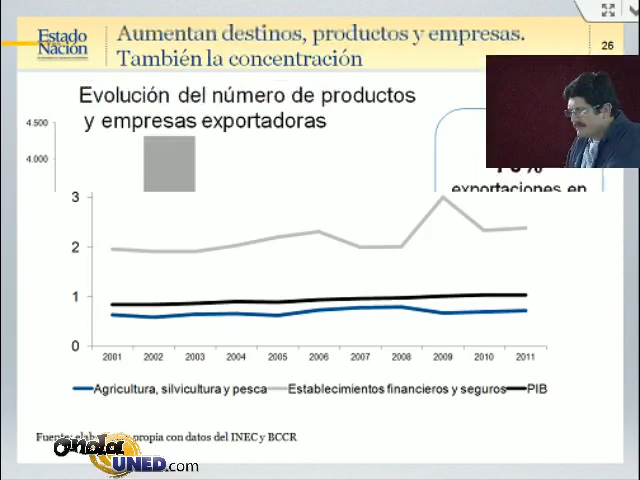 Estado
Nación
Aumentan destinos, productos y empresas.
También la concentración
26
Evolución del número de productos
y empresas exportadoras
4.500
4.000
exportaciones en
3
2
1
0
2001 2002 2003 2004 2005 2006 2007 2008 2009 2010 2011
Agricultura, silvicultura y pesca Establecimientos financieros y seguros PIB
Fuente: propia con datos del INEC y BCCR
onda
UNED.com